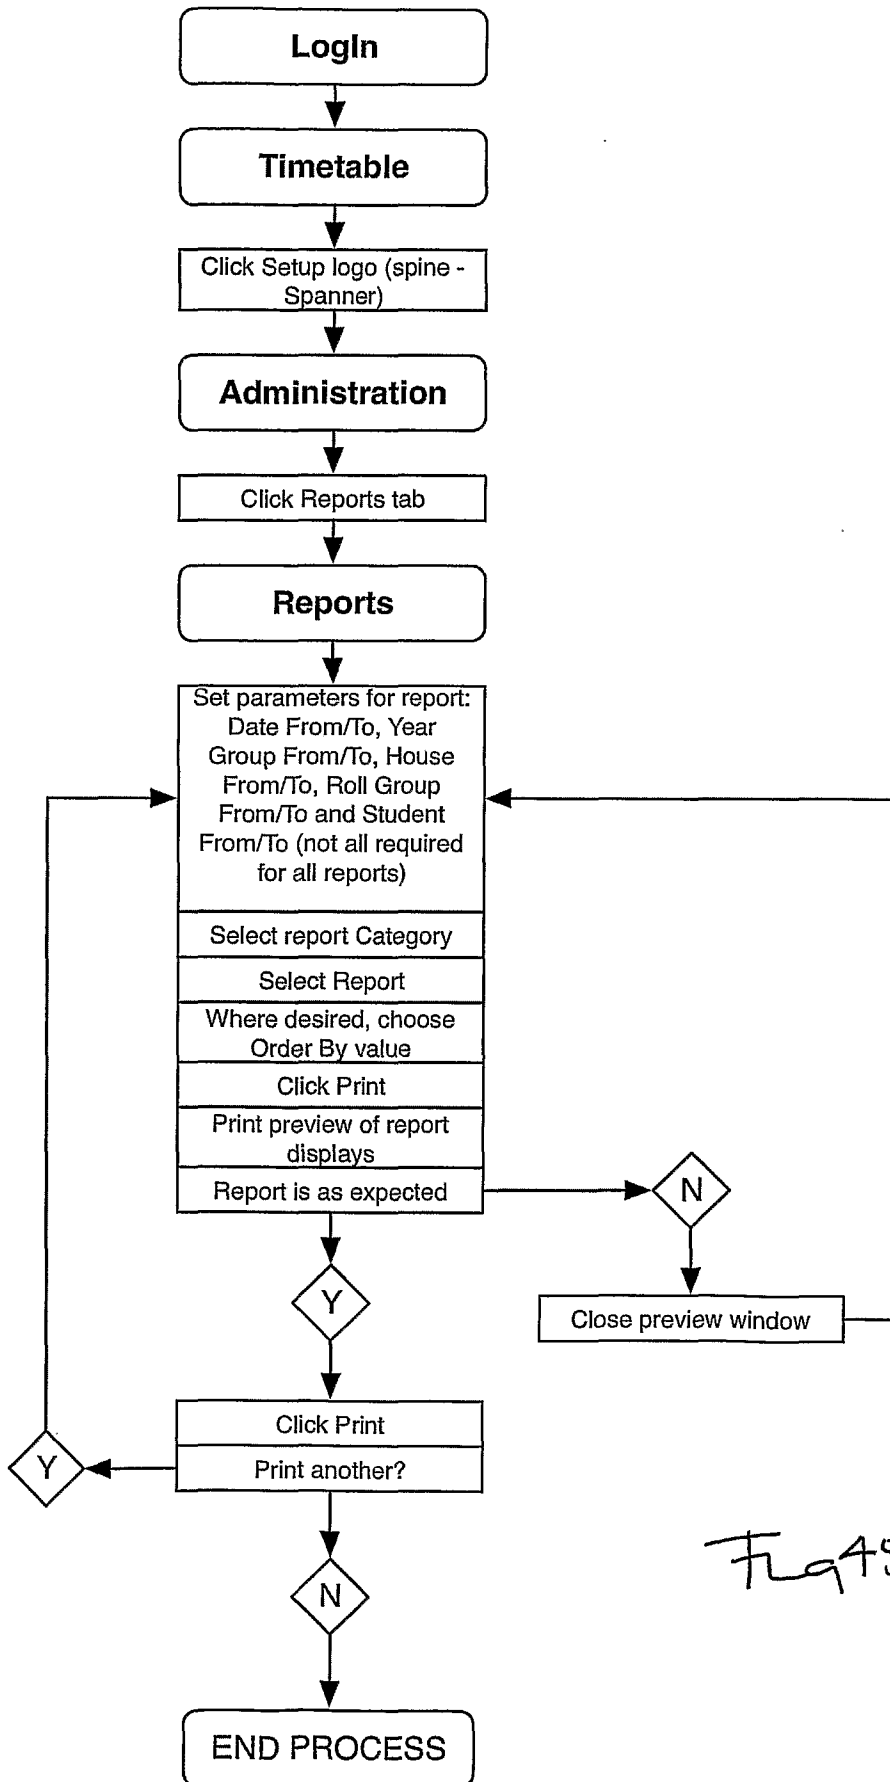 LogIn
Timetable
Click Setup logo (spine -
Spanner)
Administration
Click Reports tab
Reports
Set parameters for report:
Date From/To, Year
Group From/To, House
From/To, Roll Group
From/To and Student
From/To (not all required
for all reports)
Select report Category
Select Report
Where desired, choose
Order By value
Click Print
Print preview of report
displays
Report is as expected
N
Y
Close preview window
Click Print
Y
Print another?
N
END PROCESS